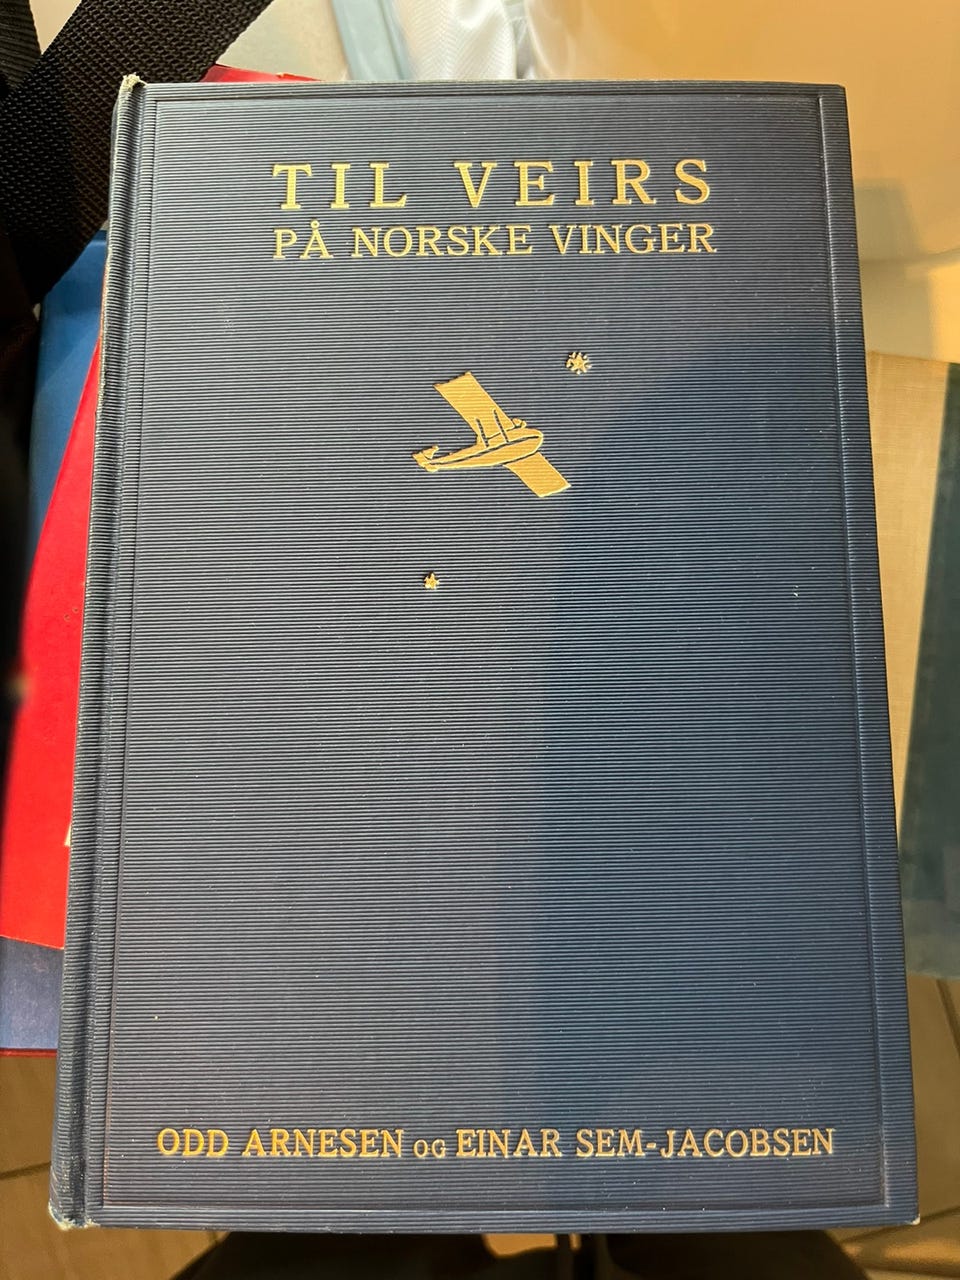 TIL VEIRS
PÅ NORSKE VINGER
ODD ARNESEN OG EINAR SEM-JACOBSEN